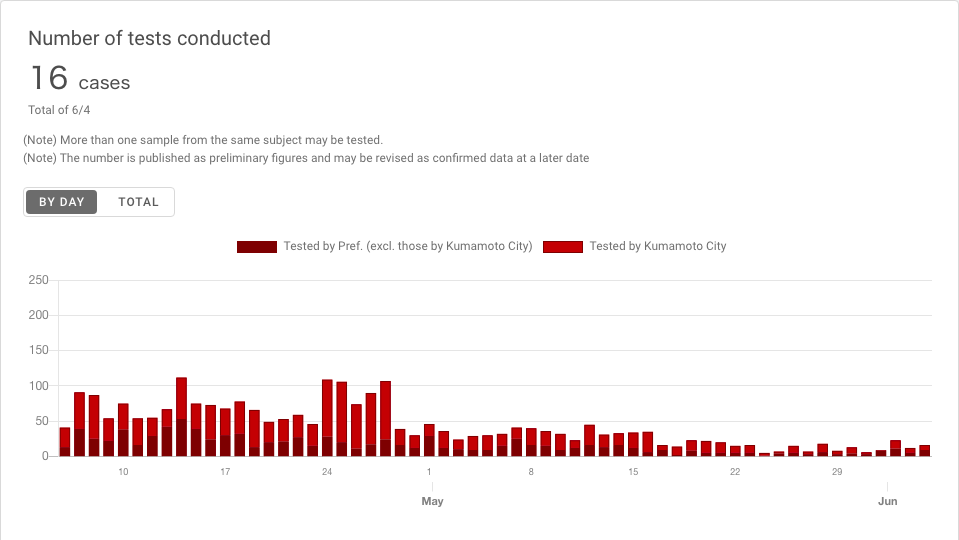 Number of tests conducted
16 cases
Total of 6/4
(Note) More than one sample from the same subject may be tested.
(Note) The number is published as preliminary figures and may be revised as confirmed data at a later date
BY DAY TOTAL
Tested by Pref. (excl. those by Kumamoto City) Tested by Kumamoto City
250
200
150
100
50
0
10 17 24 1 8 15 22 29
May Jun